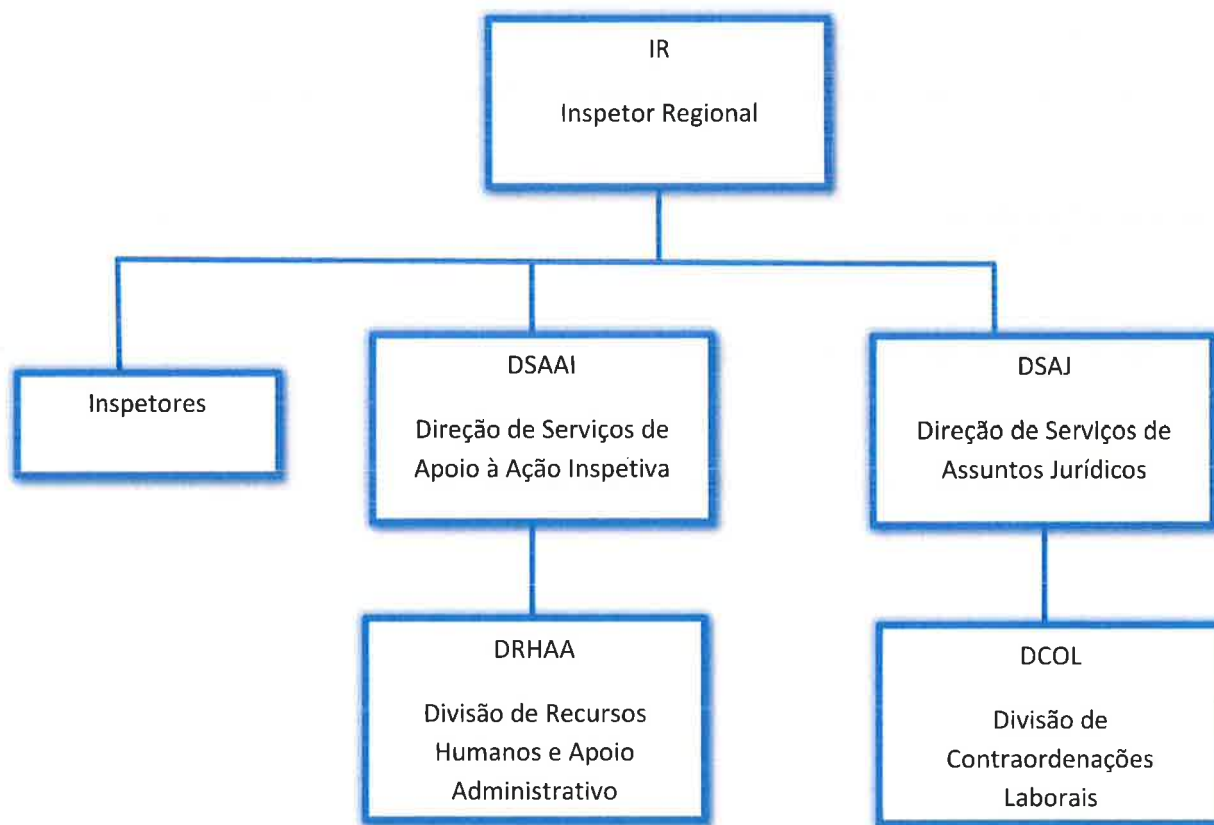 IR
Inspetor Regional
Inspetores
DSAAI
Direção de Serviços de
Apoio à Ação Inspetiva
DSAJ
Direção de Serviços de
Assuntos Jurídicos
DRHAA
Divisão de Recursos
Humanos e Apoio
Administrativo
DCOL
Divisão de
Contraordenações
Laborais